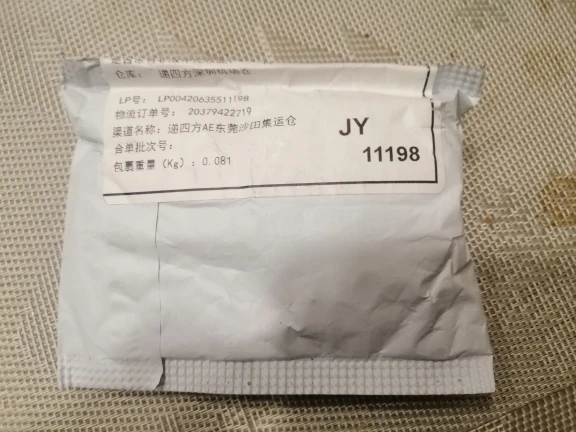 仓库：递四方深圳机场仓
LP号：LP00420635511198
物流订单号：20379422719
渠道名称：递四方AE东莞沙田集运仓
合单批次号：
包裹重量（Kg）：0.081
JY
11198